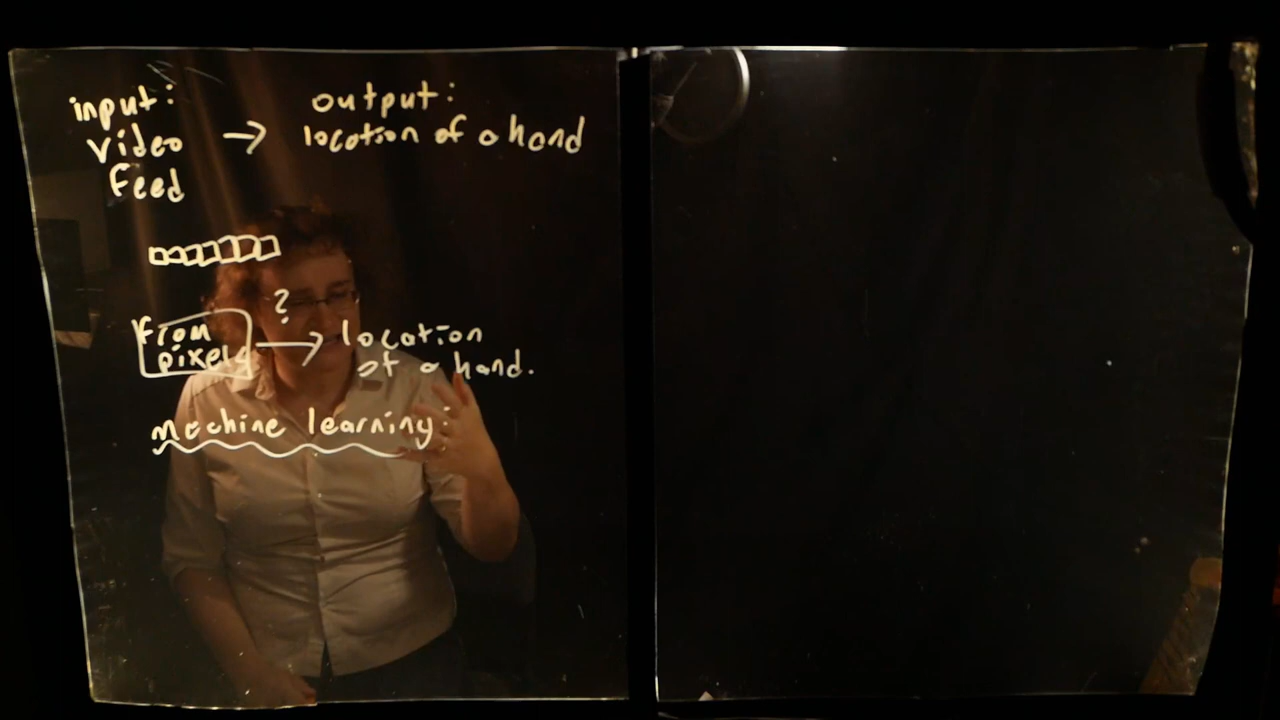 input:
video
feed
→
output:
location of a hand
?
from
pixels
→
location
of a hand.
machine learning: